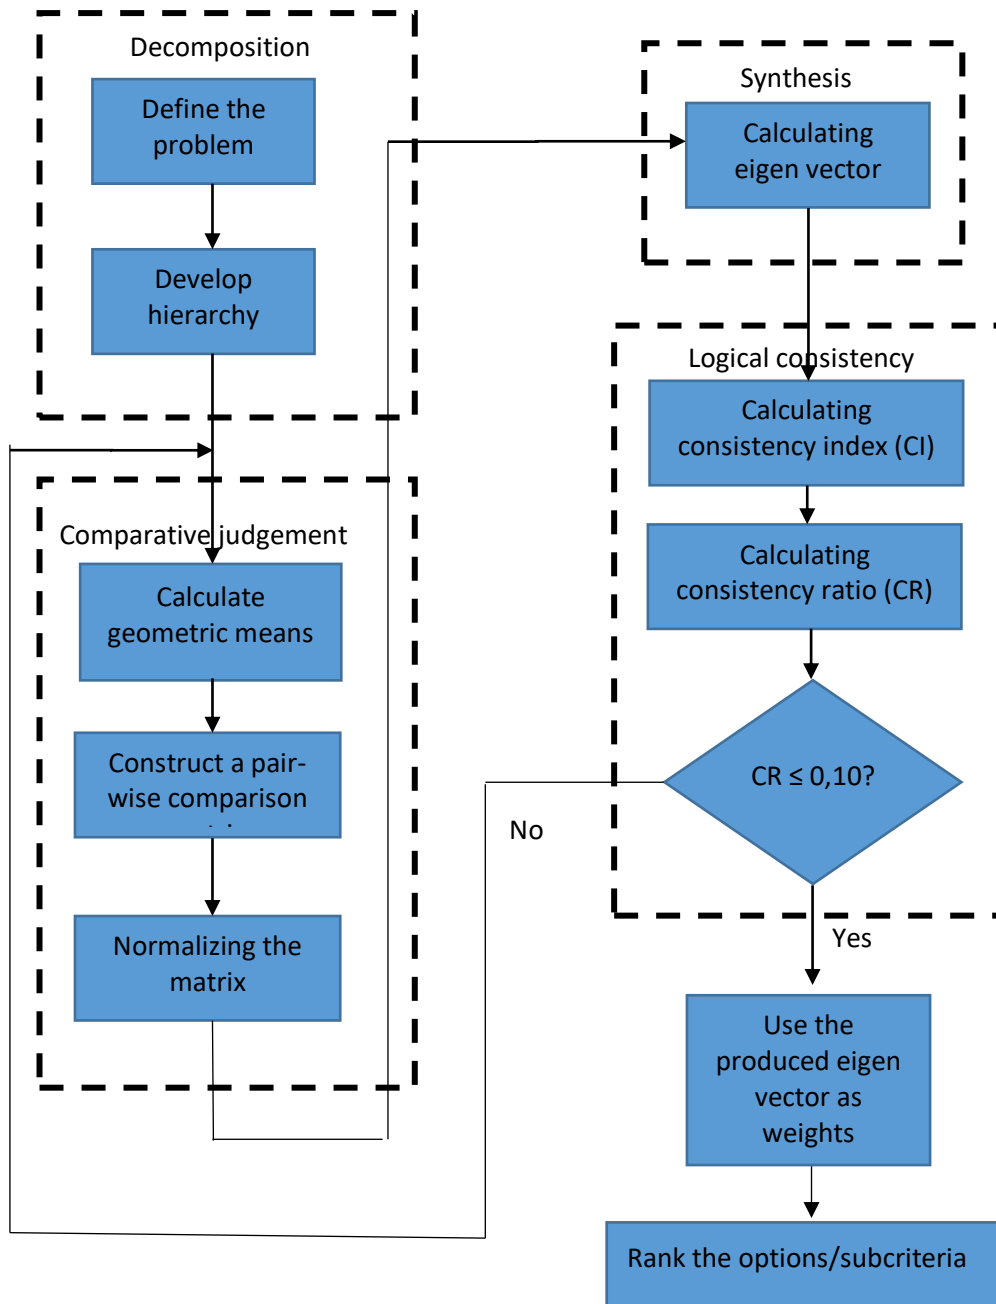 Decomposition
Define the
problem
Develop
hierarchy
Comparative judgement
Calculate
geometric means
Construct a pair-
wise comparison
Normalizing the
matrix
Synthesis
Calculating
eigen vector
Logical consistency
Calculating
consistency index (CI)
Calculating
consistency ratio (CR)
CR ≤ 0,10?
No
Yes
Use the
produced eigen
vector as
weights
Rank the options/subcriteria